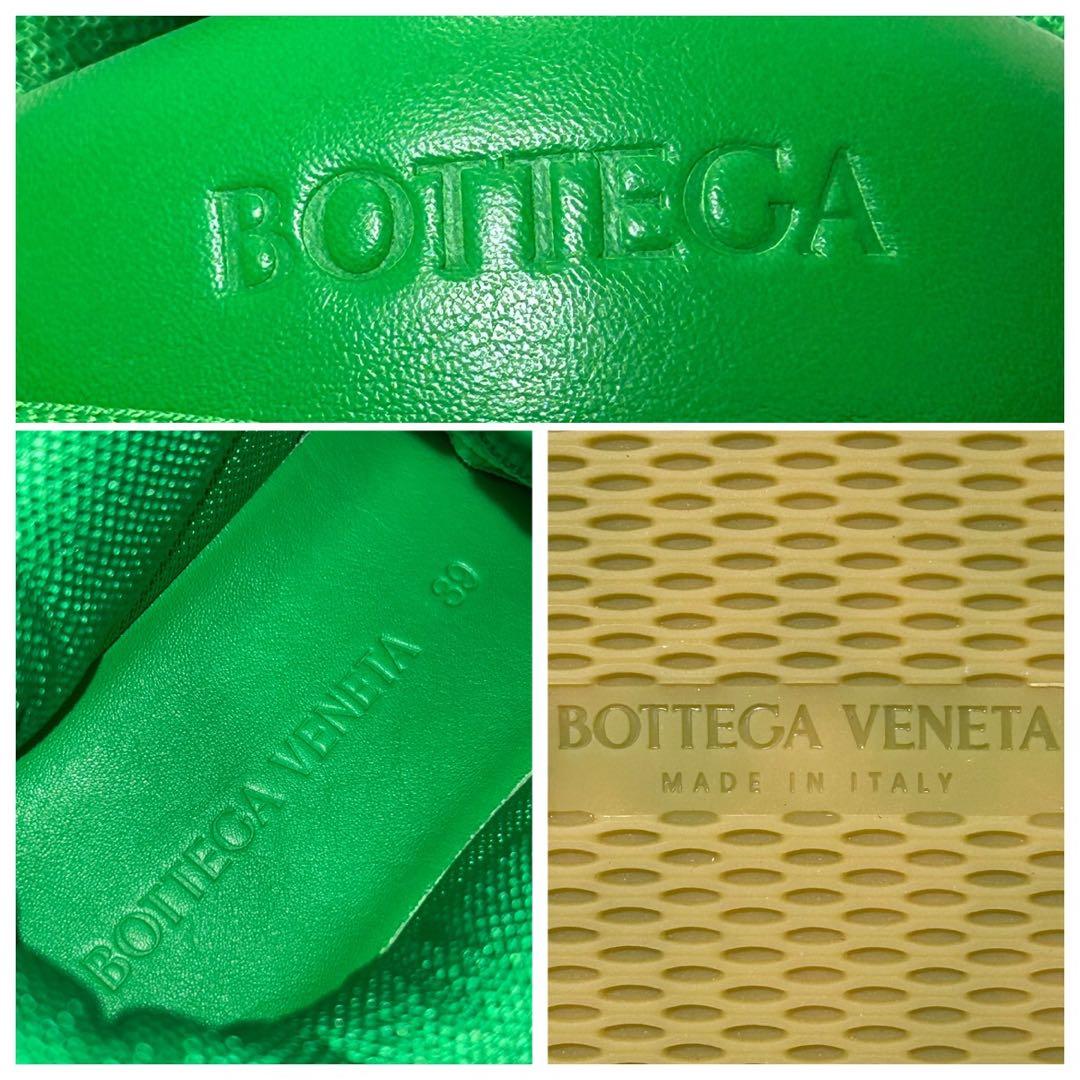 BOTTEGA
BOTTEGA VENETA 39
BOTTEGA VENETA
MADE IN ITALY